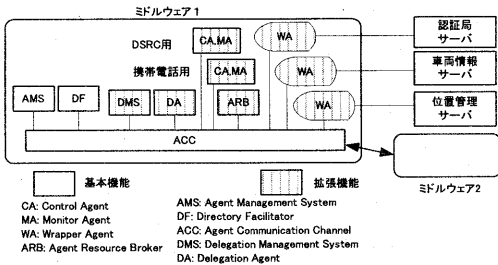 ミドルウェア1
DSRC用
CA,MA
WA
認証局
サーバ
携帯電話用
CA,MA
WA
車両情報
サーバ
AMS
DF
DMS
DA
ARB
WA
位置管理
サーバ
ACC
ミドルウェア2
基本機能
拡張機能
CA: Control Agent
MA: Monitor Agent
WA: Wrapper Agent
ARB: Agent Resource Broker
AMS: Agent Management System
DF: Directory Facilitator
ACC: Agent Communication Channel
DMS: Delegation Management System
DA: Delegation Agent